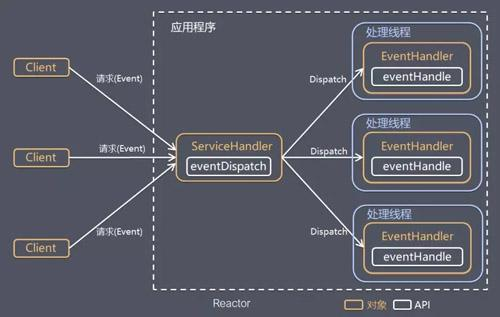 应用程序
处理线程
EventHandler
eventHandle
Client
请求(Event)
Dispatch
Client
请求(Event)
ServiceHandler
eventDispatch
Dispatch
处理线程
EventHandler
eventHandle
Client
请求(Event)
Dispatch
处理线程
EventHandler
eventHandle
Reactor
对象
API